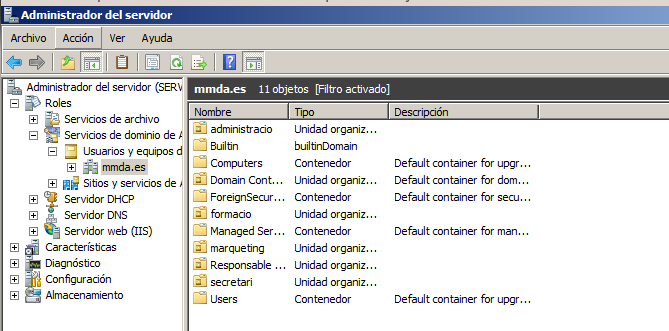 Administrador del servidor
Archivo Acción Ver Ayuda
Administrador del servidor (SERV
Roles
Servicios de archivo
Servicios de dominio de A
Usuarios y equipos d
mmda.es
Sitios y servicios de A
Servidor DHCP
Servidor DNS
Servidor web (IIS)
Características
Diagnóstico
Configuración
Almacenamiento
mmda.es 11 objetos [Filtro activado]
Nombre Tipo Descripción
administracio Unidad organiz...
Builtin builtinDomain
Computers Contenedor Default container for upgr...
Domain Cont... Unidad organiz... Default container for dom...
ForeignSecur... Contenedor Default container for secu...
formacio Unidad organiz...
Managed Ser... Contenedor Default container for man...
marqueting Unidad organiz...
Responsable ... Unidad organiz...
secretari Unidad organiz...
Users Contenedor Default container for upgr...